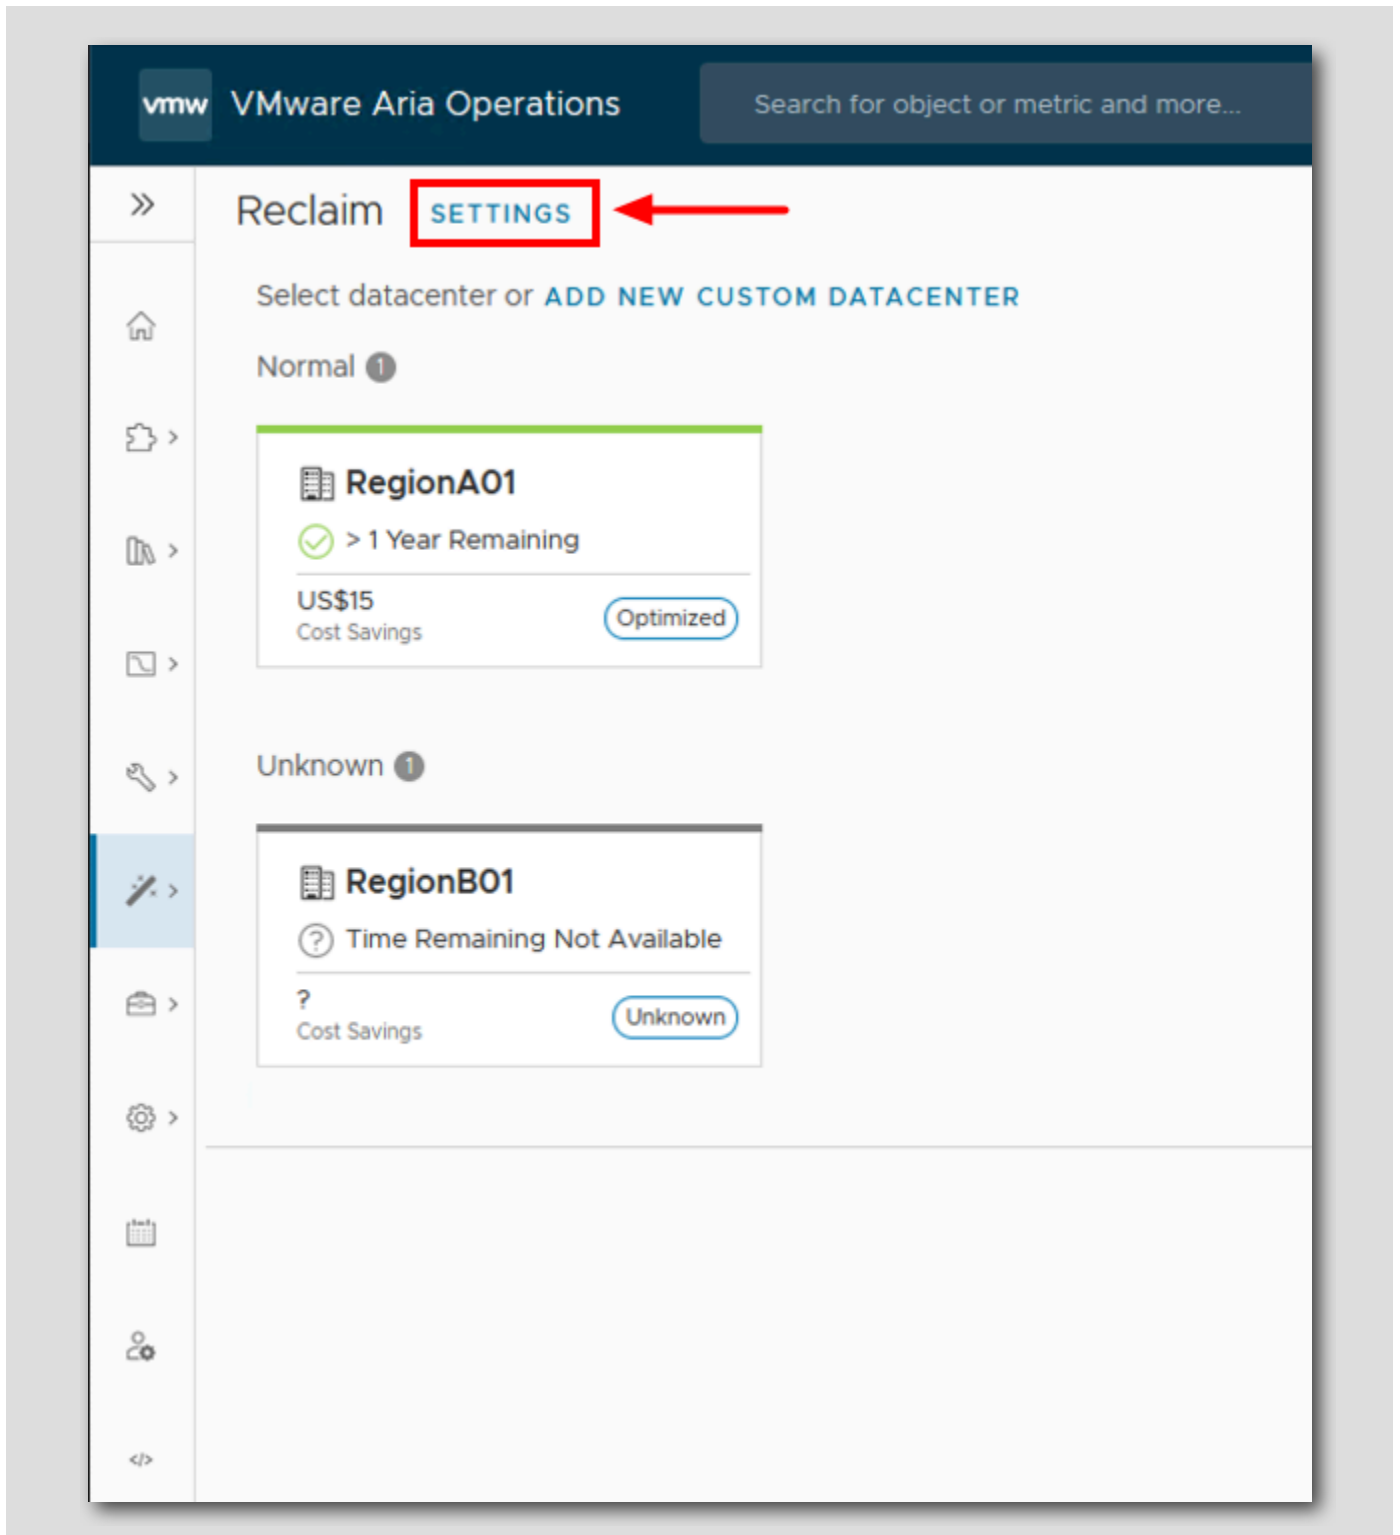 vmw VMware Aria Operations Search for object or metric and more...
Reclaim SETTINGS
Select datacenter or ADD NEW CUSTOM DATACENTER
Normal 1
RegionA01
> 1 Year Remaining
US$15
Cost Savings
Optimized
Unknown 1
RegionB01
? Time Remaining Not Available
?
Cost Savings
Unknown